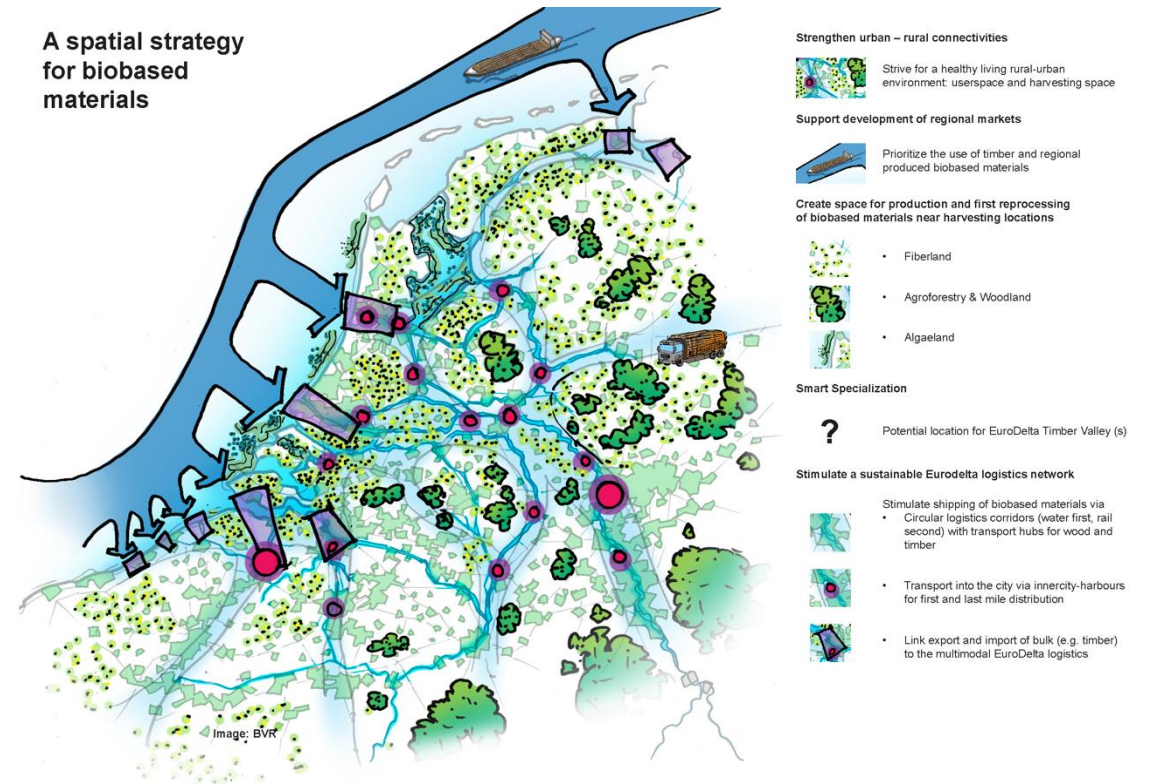 A spatial strategy
for biobased
materials
Strengthen urban – rural connectivities
Strive for a healthy living rural-urban
environment: userspace and harvesting space
Support development of regional markets
Prioritize the use of timber and regional
produced biobased materials
Create space for production and first reprocessing
of biobased materials near harvesting locations
• Fiberland
• Agroforestry & Woodland
• Algaeland
Smart Specialization
?
Potential location for EuroDelta Timber Valley (s)
Stimulate a sustainable Eurodelta logistics network
Stimulate shipping of biobased materials via
• Circular logistics corridors (water first, rail
second) with transport hubs for wood and
timber
• Transport into the city via innercity-harbours
for first and last mile distribution
• Link export and import of bulk (e.g. timber)
to the multimodal EuroDelta logistics
Image: BVR